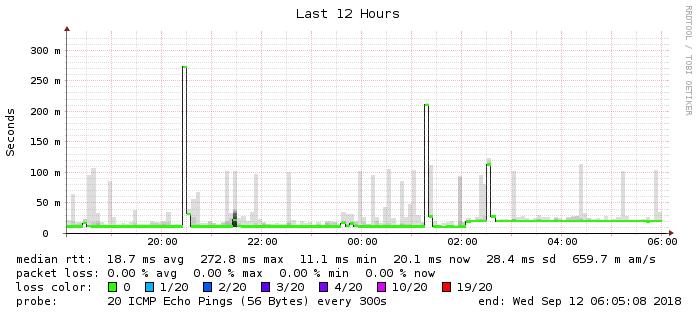 Last 12 Hours
RRDTOOL / TOBI OETIKER
Seconds
300 m
250 m
200 m
150 m
100 m
50 m
0
20:00 22:00 00:00 02:00 04:00 06:00
median rtt: 18.7 ms avg 272.8 ms max 11.1 ms min 20.1 ms now 28.4 ms sd 659.7 m am/s
packet loss: 0.00 % avg 0.00 % max 0.00 % min 0.00 % now
loss color: 0 1/20 2/20 3/20 4/20 10/20 19/20
probe: 20 ICMP Echo Pings (56 Bytes) every 300s end: Wed Sep 12 06:05:08 2018